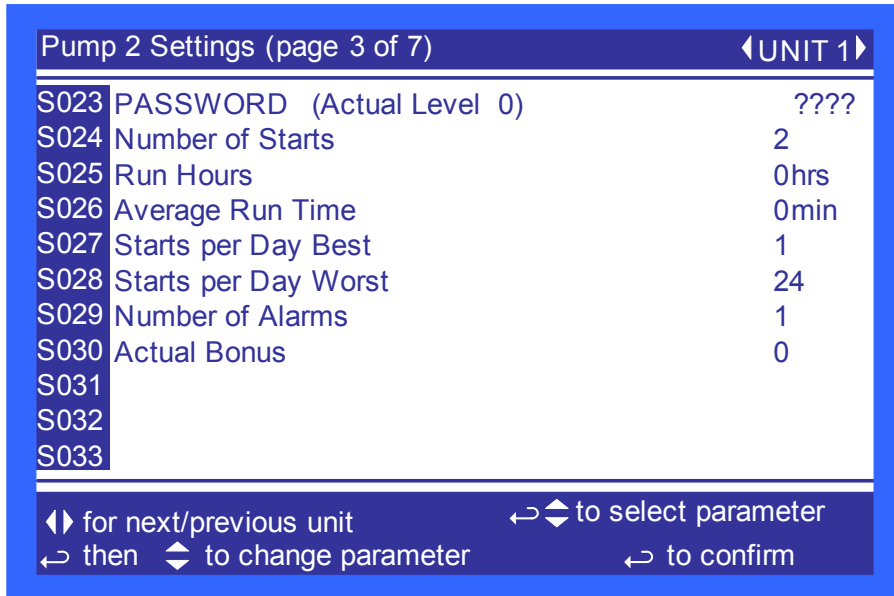 Pump 2 Settings (page 3 of 7) UNIT 1
S023 PASSWORD (Actual Level 0) ????
S024 Number of Starts 2
S025 Run Hours 0hrs
S026 Average Run Time 0min
S027 Starts per Day Best 1
S028 Starts per Day Worst 24
S029 Number of Alarms 1
S030 Actual Bonus 0
S031
S032
S033
for next/previous unit to select parameter
then to change parameter to confirm